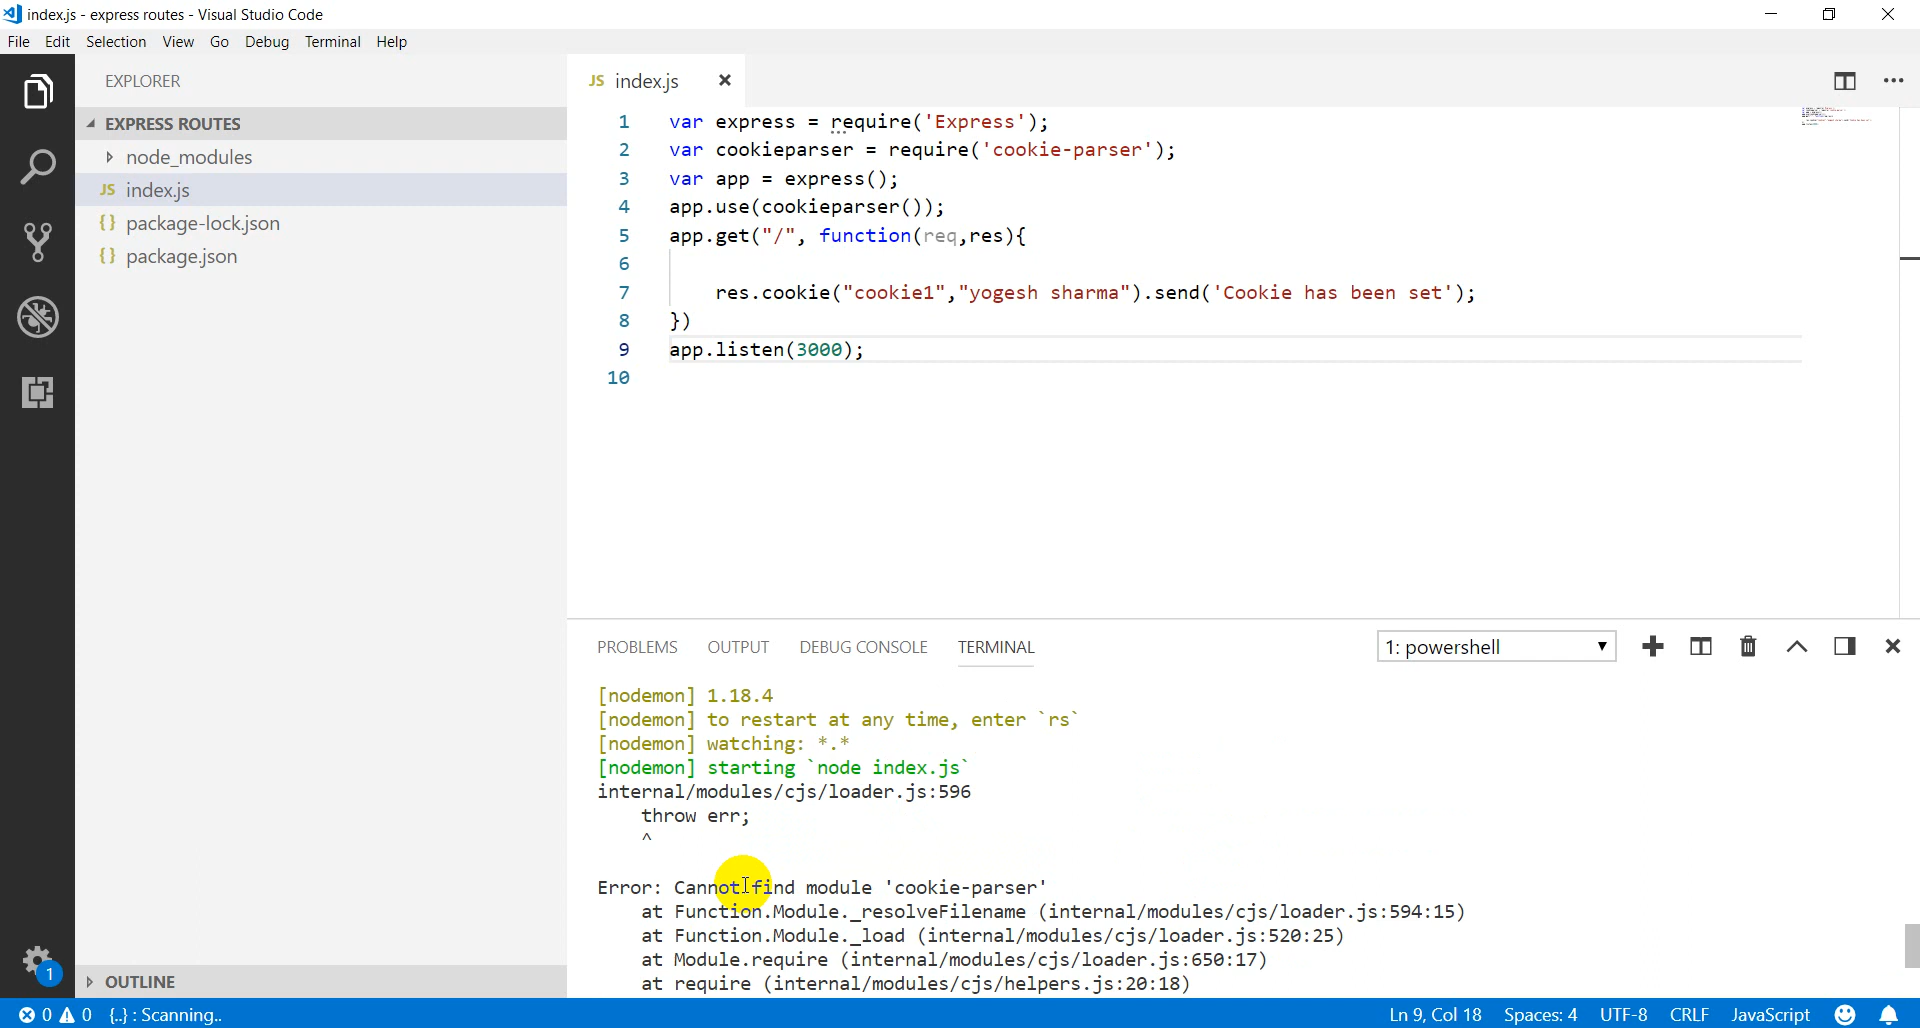 index.js - express routes - Visual Studio Code
File Edit Selection View Go Debug Terminal Help
EXPLORER
EXPRESS ROUTES
node_modules
JS index.js
{} package-lock.json
{} package.json
OUTLINE
JS index.js
1 var express = require('Express');
2 var cookieparser = require('cookie-parser');
3 var app = express();
4 app.use(cookieparser());
5 app.get("/", function(req,res){
6
7 res.cookie("cookie1","yogesh sharma").send('Cookie has been set');
8 })
9 app.listen(3000);
10
PROBLEMS OUTPUT DEBUG CONSOLE TERMINAL 1: powershell
[nodemon] 1.18.4
[nodemon] to restart at any time, enter `rs`
[nodemon] watching: *.*
[nodemon] starting `node index.js`
internal/modules/cjs/loader.js:596
throw err;
^
Error: Cannot find module 'cookie-parser'
at Function.Module._resolveFilename (internal/modules/cjs/loader.js:594:15)
at Function.Module._load (internal/modules/cjs/loader.js:520:25)
at Module.require (internal/modules/cjs/loader.js:650:17)
at require (internal/modules/cjs/helpers.js:20:18)
1
0 0 {..} : Scanning.. Ln 9, Col 18 Spaces: 4 UTF-8 CRLF JavaScript